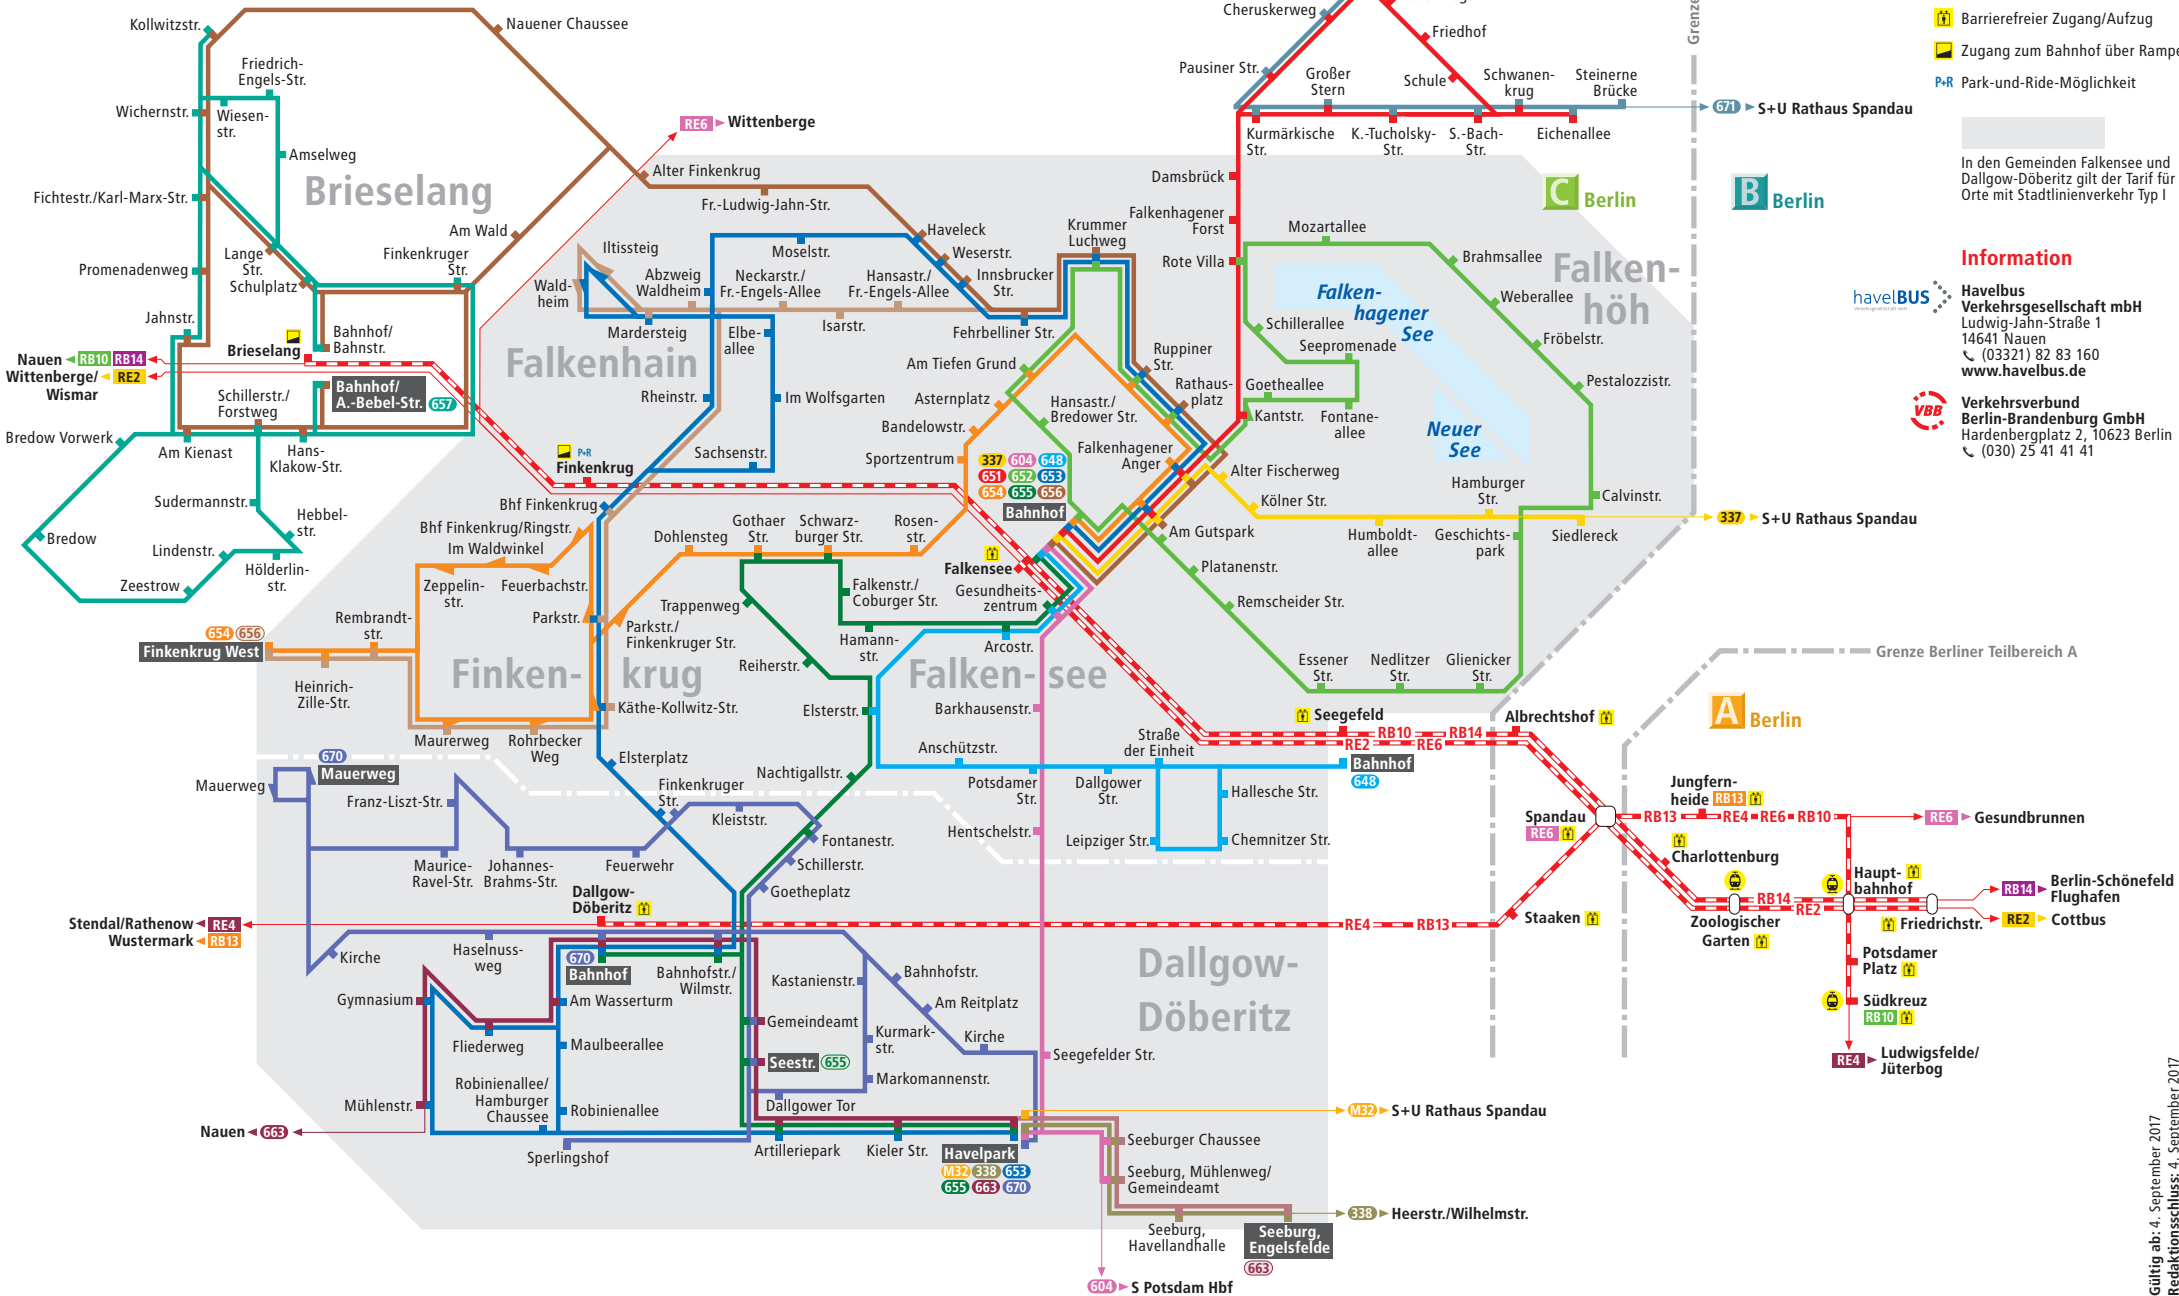 Kollwitzstr.
Nauener Chaussee
Cheruskerweg
Friedhof
Grenze
Barrierefreier Zugang/Aufzug
Zugang zum Bahnhof über Rampe
P+R Park-und-Ride-Möglichkeit
Friedrich-
Engels-Str.
Pausiner Str.
Großer
Stern
Schule
Schwanen-
krug
Steinerne
Brücke
Wichernstr.
Wiesen-
str.
RE6 Wittenberge
671 S+U Rathaus Spandau
Kurmärkische
Str.
K.-Tucholsky-
Str.
S.-Bach-
Str.
Eichenallee
Amselweg
In den Gemeinden Falkensee und
Dallgow-Döberitz gilt der Tarif für
Orte mit Stadtlinienverkehr Typ I
Brieselang
Alter Finkenkrug
Damsbrück
C Berlin
B Berlin
Fichtestr./Karl-Marx-Str.
Fr.-Ludwig-Jahn-Str.
Falkenhagener
Forst
Am Wald
Haveleck
Krummer
Luchweg
Mozartallee
Iltissteig
Moselstr.
Weserstr.
Lange
Str.
Finkenkruger
Str.
Rote Villa
Brahmsallee
Falken-
höh
Information
Promenadenweg
Schulplatz
Wald-
heim
Abzweig
Waldheim
Neckarstr./
Fr.-Engels-Allee
Hansastr./
Fr.-Engels-Allee
Innsbrucker
Str.
Falken-
hagener
See
Weberallee
havelBUS
Verkehrsgesellschaft mbH
Havelbus
Verkehrsgesellschaft mbH
Ludwig-Jahn-Straße 1
14641 Nauen
(03321) 82 83 160
www.havelbus.de
Jahnstr.
Bahnhof/
Bahnstr.
Mardersteig
Elbe-
allee
Isarstr.
Fehrbelliner Str.
Schillerallee
Seepromenade
Fröbelstr.
Brieselang
Falkenhain
Nauen RB10 RB14
Wittenberge/
Wismar
RE2
Am Tiefen Grund
Ruppiner
Str.
Pestalozzistr.
Bahnhof/
A.-Bebel-Str. 657
Schillerstr./
Forstweg
Rheinstr.
Im Wolfsgarten
Asternplatz
Hansastr./
Bredower Str.
Rathaus-
platz
Goetheallee
Kantstr.
Fontane-
allee
VBB
Verkehrsverbund
Berlin-Brandenburg GmbH
Hardenbergplatz 2, 10623 Berlin
(030) 25 41 41 41
Bredow Vorwerk
Am Kienast
Hans-
Klakow-Str.
Bandelowstr.
Neuer
See
Sachsenstr.
Sportzentrum
Falkenhagener
Anger
P+R
Finkenkrug
337 604 648
651 652 653
654 655 656
Bahnhof
Alter Fischerweg
Hamburger
Str.
Sudermannstr.
Bhf Finkenkrug
Kölner Str.
Calvinstr.
Hebbel-
str.
Bhf Finkenkrug/Ringstr.
Dohlensteg
Gothaer
Str.
Schwarz-
burger Str.
Rosen-
str.
Am Gutspark
Humboldt-
allee
Geschichts-
park
Siedlereck
337 S+U Rathaus Spandau
Bredow
Lindenstr.
Im Waldwinkel
Hölderlin-
str.
Falkensee
Platanenstr.
Zeestrow
Zeppelin-
str.
Feuerbachstr.
Falkenstr./
Coburger Str.
Gesundheits-
zentrum
Trappenweg
Remscheider Str.
Rembrandt-
str.
Parkstr.
Parkstr./
Finkenkruger Str.
654 656
Finkenkrug West
Hamann-
str.
Arcostr.
Finken-
krug
Reiherstr.
Falken-
see
Essener
Str.
Nedlitzer
Str.
Glienicker
Str.
Grenze Berliner Teilbereich A
Heinrich-
Zille-Str.
Käthe-Kollwitz-Str.
Elsterstr.
Barkhausenstr.
Seegefeld
Albrechtshof
A Berlin
Maurerweg
Rohrbecker
Weg
RB10 RB14
RE2 RE6
Anschützstr.
Straße
der Einheit
670
Mauerweg
Mauerweg
Elsterplatz
Bahnhof
648
Nachtigallstr.
Potsdamer
Str.
Dallgower
Str.
Hallesche Str.
Jungfern-
heide RB13
Franz-Liszt-Str.
Finkenkruger
Str.
Kleiststr.
Spandau
RE6
RB13 RE4 RE6 RB10
RE6 Gesundbrunnen
Hentschelstr.
Leipziger Str.
Chemnitzer Str.
Fontanestr.
Maurice-
Ravel-Str.
Johannes-
Brahms-Str.
Feuerwehr
Schillerstr.
Charlottenburg
Goetheplatz
Haupt-
bahnhof
Dallgow-
Döberitz
RB14
RE2
RB14 Berlin-Schönefeld
Flughafen
Stendal/Rathenow RE4
Wustermark RB13
RE4 RB13
Staaken
Zoologischer
Garten
Friedrichstr.
RE2 Cottbus
Kirche
Haselnuss-
weg
670
Bahnhof
Bahnhofstr./
Wilmstr.
Kastanienstr.
Bahnhofstr.
Dallgow-
Döberitz
Potsdamer
Platz
Gymnasium
Am Wasserturm
Am Reitplatz
Südkreuz
RB10
Gemeindeamt
Fliederweg
Maulbeerallee
Kurmark-
str.
Kirche
Seegefelder Str.
Seestr. 655
RE4 Ludwigsfelde/
Jüterbog
Robinienallee/
Hamburger
Chaussee
Markomannenstr.
Mühlenstr.
Robinienallee
Dallgower Tor
M32 S+U Rathaus Spandau
Nauen 663
Sperlingshof
Artilleriepark
Kieler Str.
Havelpark
M32 338 653
655 663 670
Seeburger Chaussee
Seeburg, Mühlenweg/
Gemeindeamt
338 Heerstr./Wilhelmstr.
Seeburg,
Havellandhalle
Seeburg,
Engelsfelde
663
604 S Potsdam Hbf
Gültig ab: 4. September 2017
Redaktionsschluss: 4. September 2017